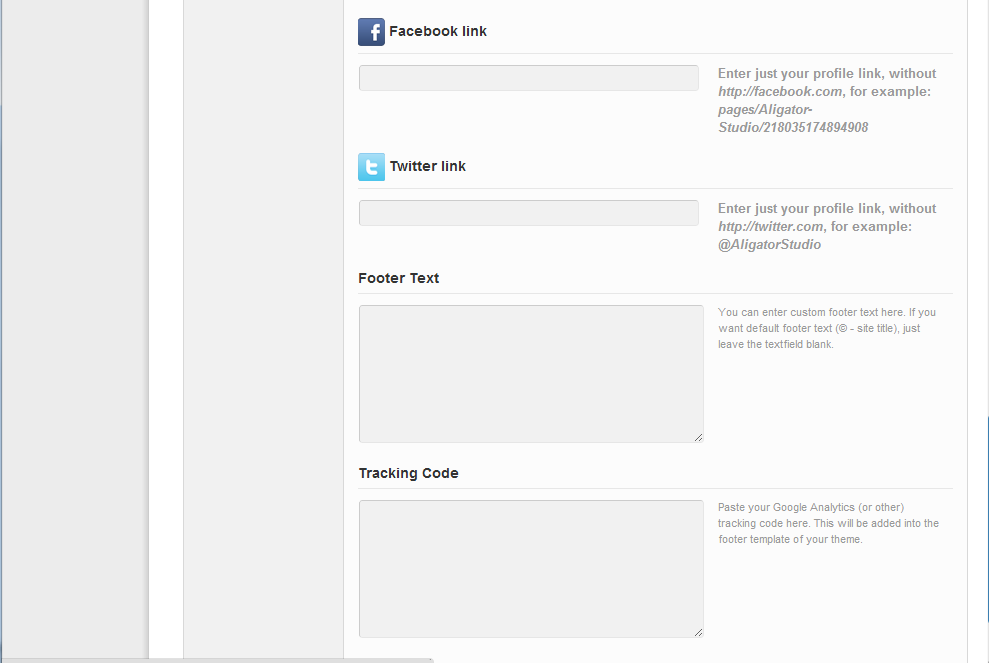 Facebook link
Enter just your profile link, without
http://facebook.com, for example:
pages/Aligator-
Studio/218035174894908
Twitter link
Enter just your profile link, without
http://twitter.com, for example:
@AligatorStudio
Footer Text
You can enter custom footer text here. If you
want default footer text (© - site title), just
leave the textfield blank.
Tracking Code
Paste your Google Analytics (or other)
tracking code here. This will be added into the
footer template of your theme.